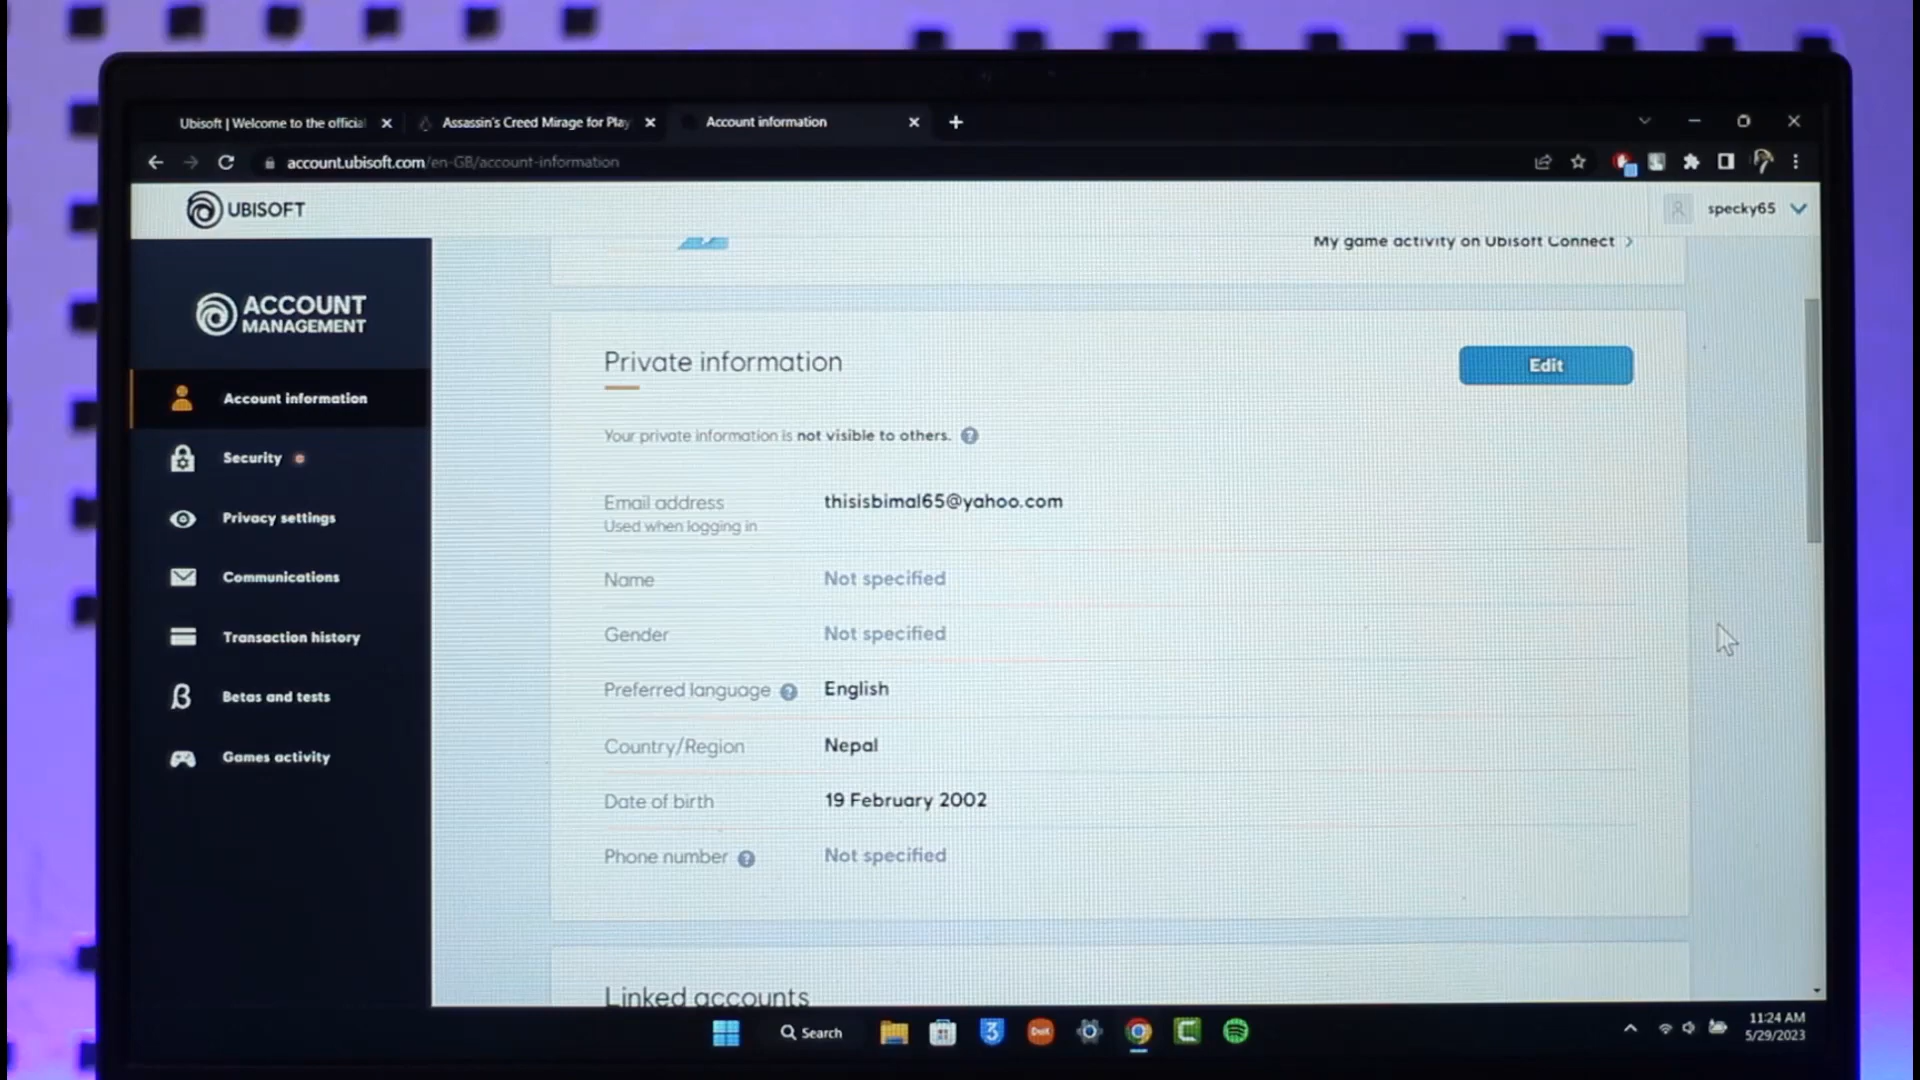 Ubisoft | Welcome to the official
Assassin's Creed Mirage for Play
Account information
account.ubisoft.com/en-GB/account-information
UBISOFT
specky65
My game activity on Ubisoft Connect
ACCOUNT
MANAGEMENT
Account information
Security
Privacy settings
Communications
Transaction history
Betas and tests
Games activity
Private information
Edit
Your private information is not visible to others. ?
Email address thisisbimal65@yahoo.com
Used when logging in
Name Not specified
Gender Not specified
Preferred language ? English
Country/Region Nepal
Date of birth 19 February 2002
Phone number ? Not specified
Linked accounts
Search
3
11:24 AM
5/29/2023